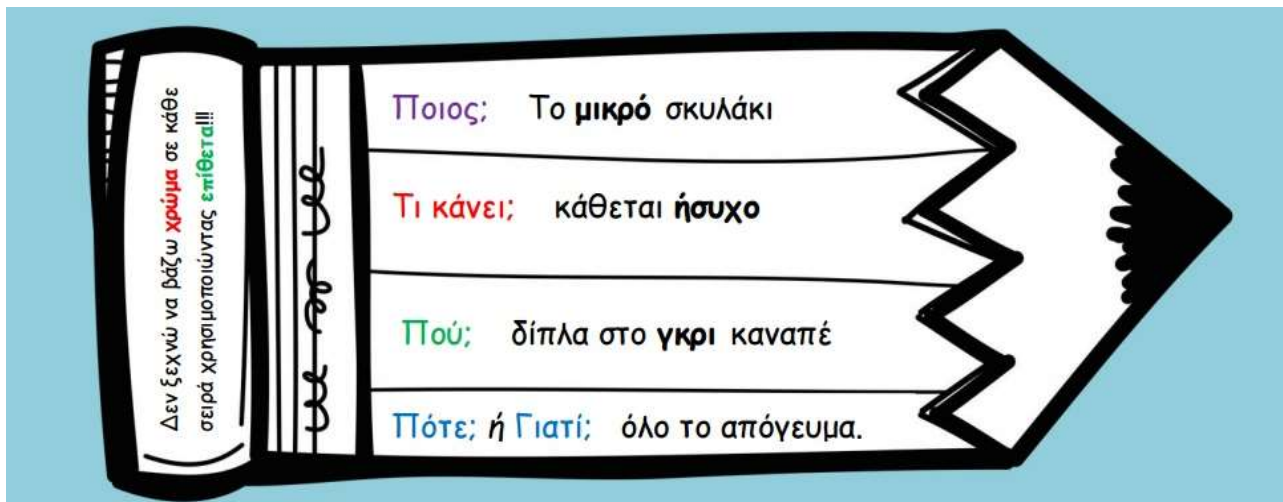 Δεν ξεχνώ να βάζω χρώμα σε κάθε
σειρά χρησιμοποιώντας επίθετα!!!
Ποιος; Το μικρό σκυλάκι
Τι κάνει; κάθεται ήσυχο
Πού; δίπλα στο γκρι καναπέ
Πότε; ή Γιατί; όλο το απόγευμα.